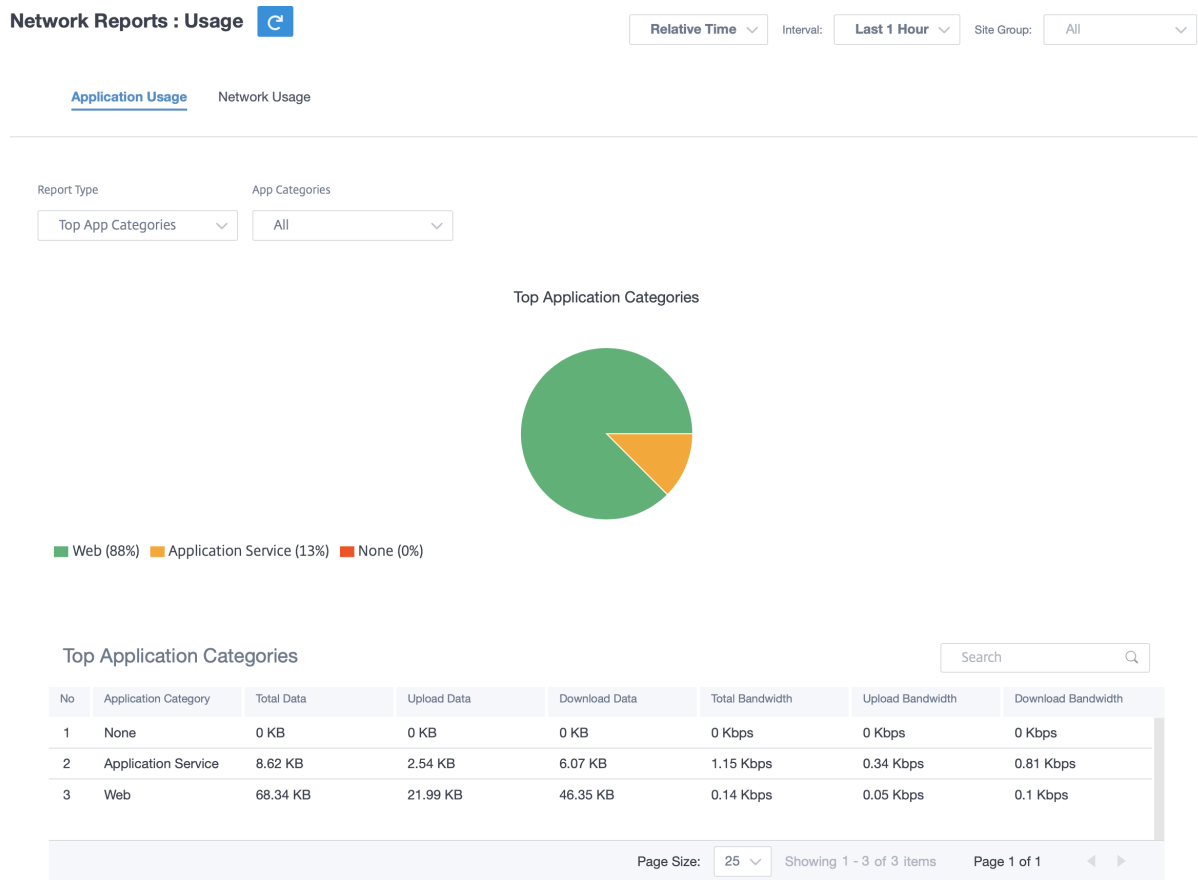 Network Reports : Usage
Relative Time Interval: Last 1 Hour Site Group: All
Application Usage Network Usage
Report Type App Categories
Top App Categories All
Top Application Categories
Web (88%) Application Service (13%) None (0%)
Top Application Categories Search
No Application Category Total Data Upload Data Download Data Total Bandwidth Upload Bandwidth Download Bandwidth
1 None 0 KB 0 KB 0 KB 0 Kbps 0 Kbps 0 Kbps
2 Application Service 8.62 KB 2.54 KB 6.07 KB 1.15 Kbps 0.34 Kbps 0.81 Kbps
3 Web 68.34 KB 21.99 KB 46.35 KB 0.14 Kbps 0.05 Kbps 0.1 Kbps
Page Size: 25 Showing 1 - 3 of 3 items Page 1 of 1